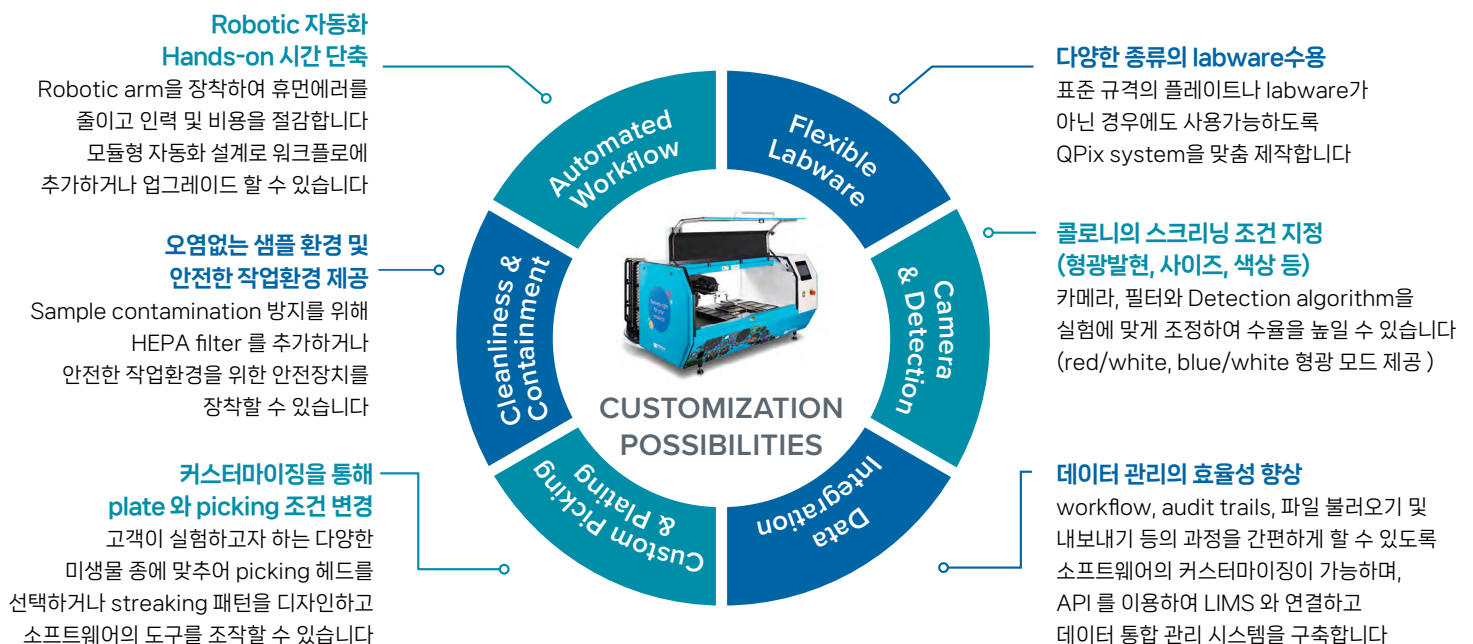 Robotic 자동화
Hands-on 시간 단축
Robotic arm을 장착하여 휴먼에러를
줄이고 인력 및 비용을 절감합니다
모듈형 자동화 설계로 워크플로에
추가하거나 업그레이드 할 수 있습니다
오염없는 샘플 환경 및
안전한 작업환경 제공
Sample contamination 방지를 위해
HEPA filter 를 추가하거나
안전한 작업환경을 위한 안전장치를
장착할 수 있습니다
커스터마이징을 통해
plate 와 picking 조건 변경
고객이 실험하고자 하는 다양한
미생물 종에 맞추어 picking 헤드를
선택하거나 streaking 패턴을 디자인하고
소프트웨어의 도구를 조작할 수 있습니다
Automated
Workflow
Flexible
Labware
Cleanliness &
Containment
Camera
& Detection
CUSTOMIZATION
POSSIBILITIES
Custom Picking
& Plating
Data
Integration
다양한 종류의 labware수용
표준 규격의 플레이트나 labware가
아닌 경우에도 사용가능하도록
QPix system을 맞춤 제작합니다
콜로니의 스크리닝 조건 지정
(형광발현, 사이즈, 색상 등)
카메라, 필터와 Detection algorithm을
실험에 맞게 조정하여 수율을 높일 수 있습니다
(red/white, blue/white 형광 모드 제공 )
데이터 관리의 효율성 향상
workflow, audit trails, 파일 불러오기 및
내보내기 등의 과정을 간편하게 할 수 있도록
소프트웨어의 커스터마이징이 가능하며,
API 를 이용하여 LIMS 와 연결하고
데이터 통합 관리 시스템을 구축합니다